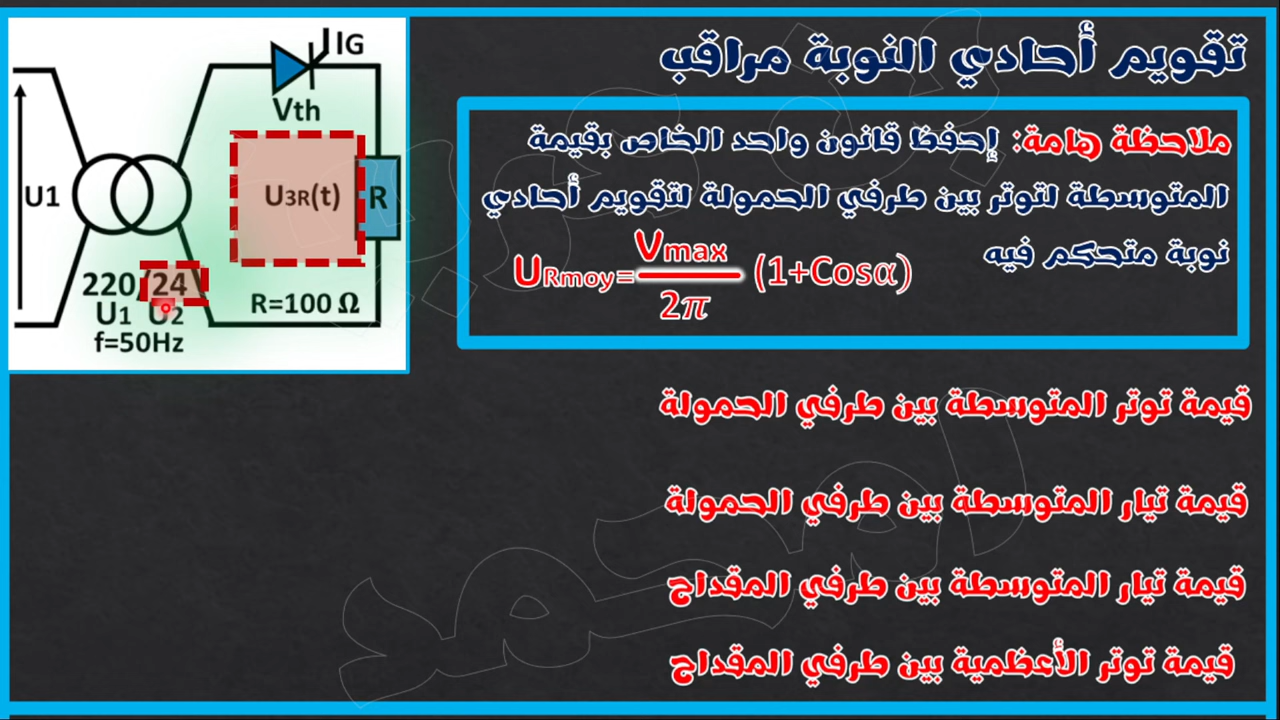 تقويم أحادي النوبة مراقب
ملاحظة هامة: إحفظ قانون واحد الخاص بقيمة
المتوسطة لتوتر بين طرفي الحمولة لتقويم أحادي
نوبة متحكم فيه
URmoy=Vmax/2π (1+Cosα)
IG
Vth
U1
U3R(t)
R
220/24
U1 U2
R=100 Ω
f=50Hz
قيمة توتر المتوسطة بين طرفي الحمولة
قيمة تيار المتوسطة بين طرفي الحمولة
قيمة تيار المتوسطة بين طرفي المقداح
قيمة توتر الأعظمية بين طرفي المقداح